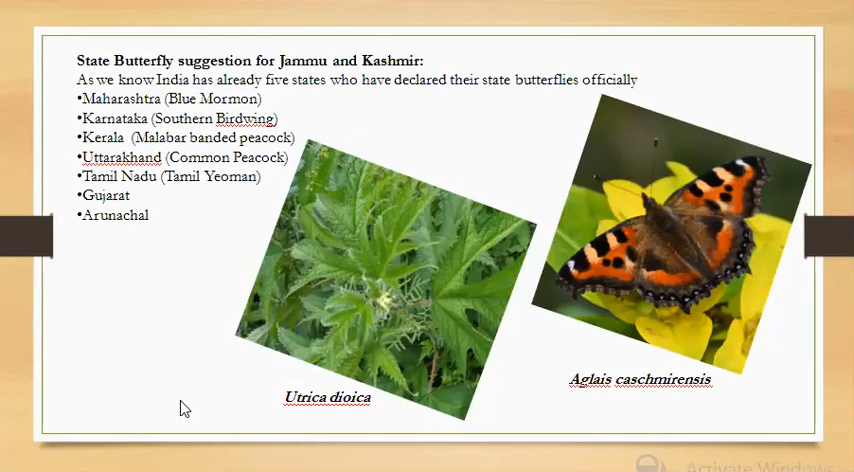 State Butterfly suggestion for Jammu and Kashmir:
As we know India has already five states who have declared their state butterflies officially
•Maharashtra (Blue Mormon)
•Karnataka (Southern Birdwing)
•Kerala (Malabar banded peacock)
•Uttarakhand (Common Peacock)
•Tamil Nadu (Tamil Yeoman)
•Gujarat
•Arunachal
Utrica dioica
Aglais caschmirensis
Activate Windows